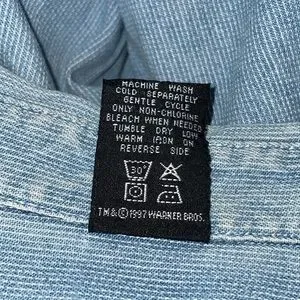 MACHINE WASH
COLD SEPARATELY
GENTLE CYCLE
ONLY NON-CHLORINE
BLEACH WHEN NEEDED
TUMBLE DRY LOW
WARM IRON ON
REVERSE SIDE
30°
TM&©1997 WARNER BROS.